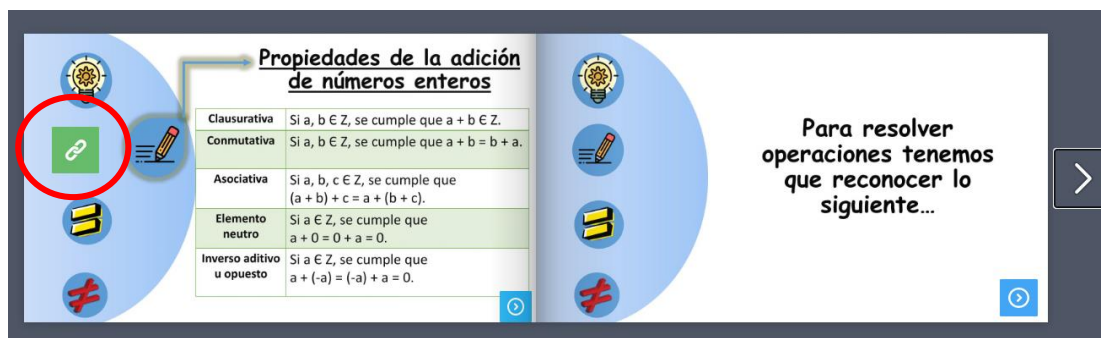 Propiedades de la adición
de números enteros
Clausurativa Si a, b Є Z, se cumple que a + b Є Z.
Conmutativa Si a, b Є Z, se cumple que a + b = b + a.
Asociativa Si a, b, c Є Z, se cumple que
(a + b) + c = a + (b + c).
Elemento
neutro
Si a Є Z, se cumple que
a + 0 = 0 + a = 0.
Inverso aditivo
u opuesto
Si a Є Z, se cumple que
a + (-a) = (-a) + a = 0.
Para resolver
operaciones tenemos
que reconocer lo
siguiente...